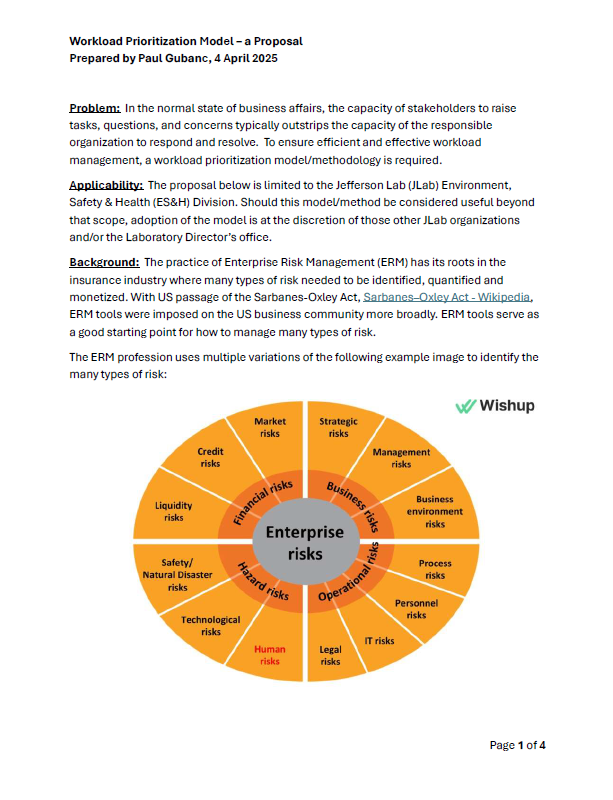 Workload Prioritization Model – a Proposal
Prepared by Paul Gubanc, 4 April 2025
Problem: In the normal state of business affairs, the capacity of stakeholders to raise
tasks, questions, and concerns typically outstrips the capacity of the responsible
organization to respond and resolve. To ensure efficient and effective workload
management, a workload prioritization model/methodology is required.
Applicability: The proposal below is limited to the Jefferson Lab (JLab) Environment,
Safety & Health (ES&H) Division. Should this model/method be considered useful beyond
that scope, adoption of the model is at the discretion of those other JLab organizations
and/or the Laboratory Director’s office.
Background: The practice of Enterprise Risk Management (ERM) has its roots in the
insurance industry where many types of risk needed to be identified, quantified and
monetized. With US passage of the Sarbanes-Oxley Act, Sarbanes–Oxley Act - Wikipedia,
ERM tools were imposed on the US business community more broadly. ERM tools serve as
a good starting point for how to manage many types of risk.
The ERM profession uses multiple variations of the following example image to identify the
many types of risk:
Wishup
Market
risks
Strategic
risks
Credit
risks
Management
risks
Liquidity
risks
Financial risks
Business risks
Business
environment
risks
Enterprise
risks
Safety/
Natural Disaster
risks
Hazard risks
Operational risks
Process
risks
Technological
risks
Personnel
risks
Human
risks
Legal
risks
IT risks
Page 1 of 4